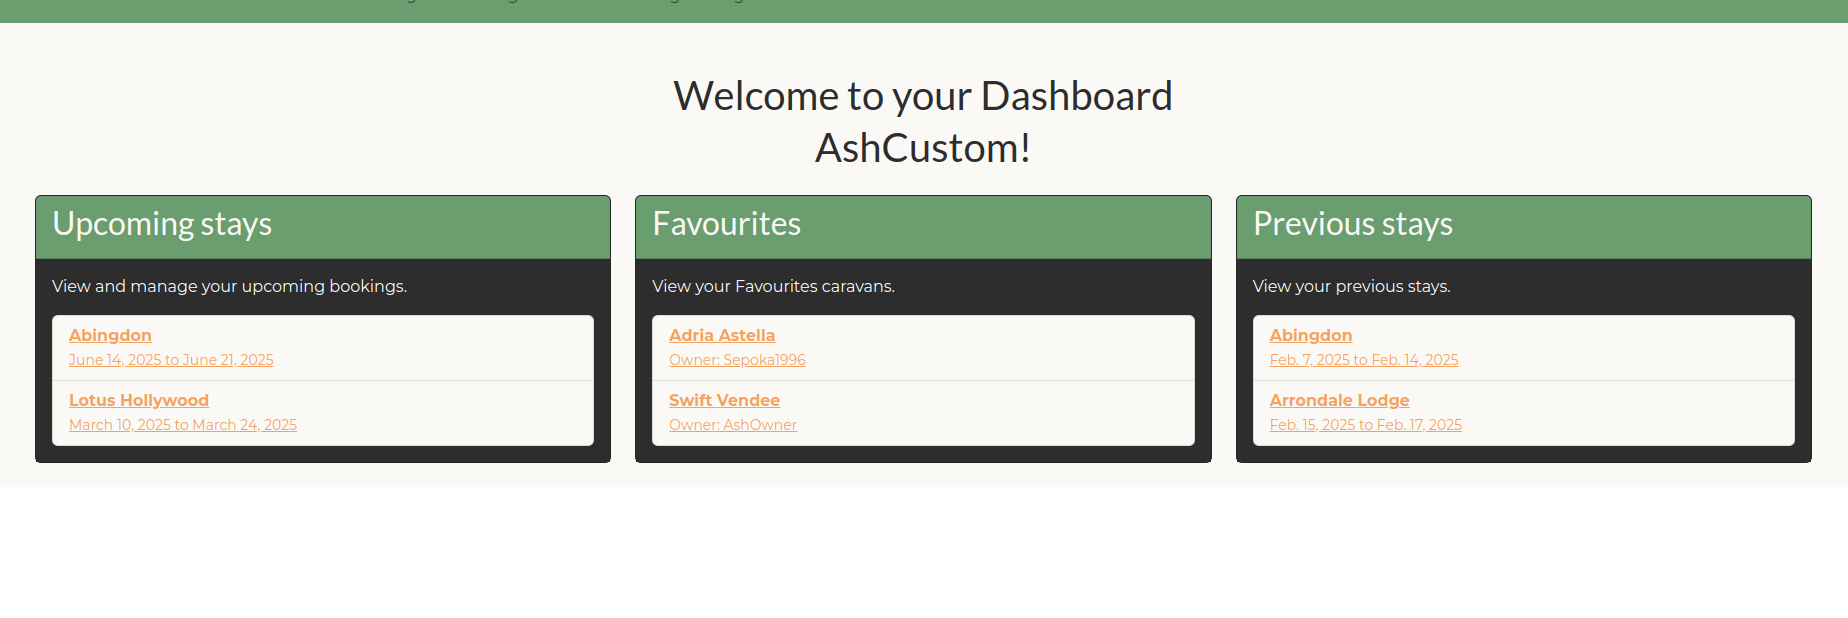 Welcome to your Dashboard
AshCustom!
Upcoming stays
View and manage your upcoming bookings.
Abingdon
June 14, 2025 to June 21, 2025
Lotus Hollywood
March 10, 2025 to March 24, 2025
Favourites
View your Favourites caravans.
Adria Astella
Owner: Sepoka1996
Swift Vendee
Owner: AshOwner
Previous stays
View your previous stays.
Abingdon
Feb. 7, 2025 to Feb. 14, 2025
Arrondale Lodge
Feb. 15, 2025 to Feb. 17, 2025